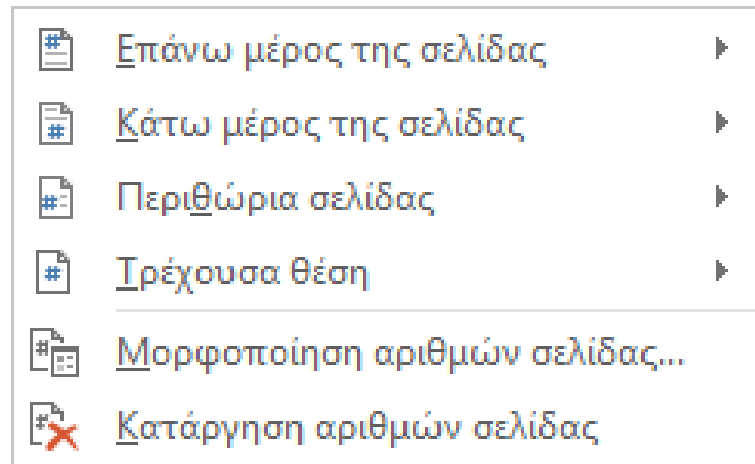 Επάνω μέρος της σελίδας
Κάτω μέρος της σελίδας
Περιθώρια σελίδας
Τρέχουσα θέση
Μορφοποίηση αριθμών σελίδας...
Κατάργηση αριθμών σελίδας